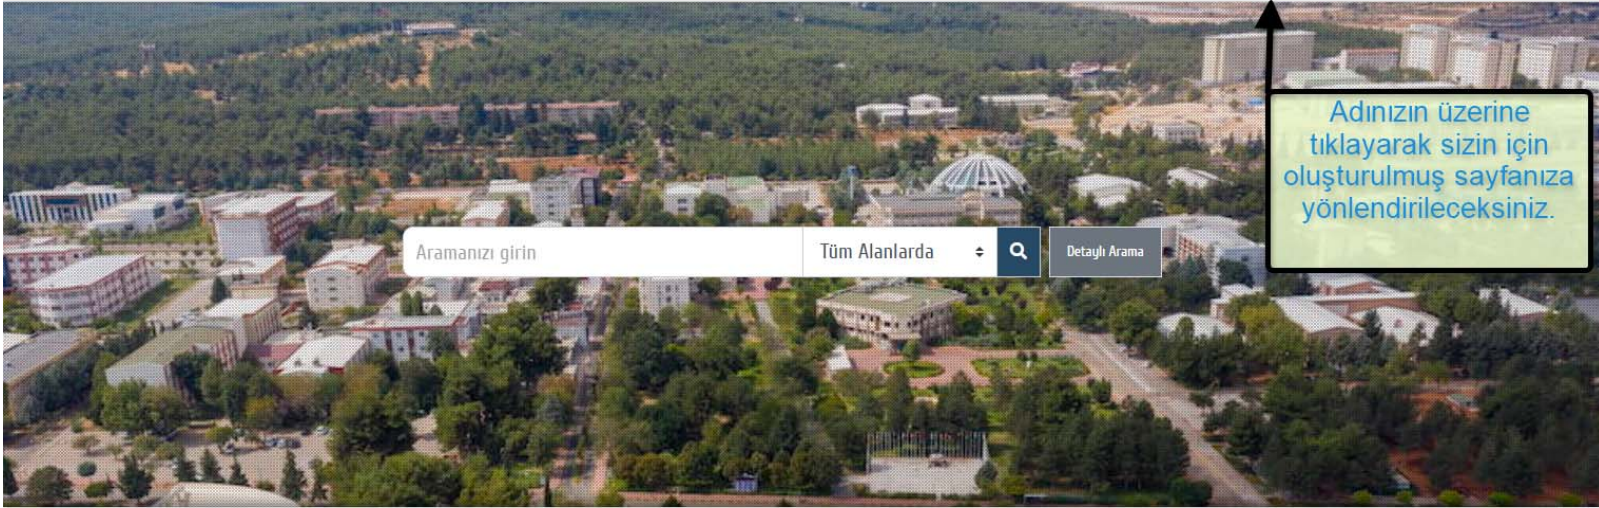 Adınızın üzerine
tıklayarak sizin için
oluşturulmuş sayfanıza
yönlendirileceksiniz.
Aramanızı girin
Tüm Alanlarda
Detaylı Arama